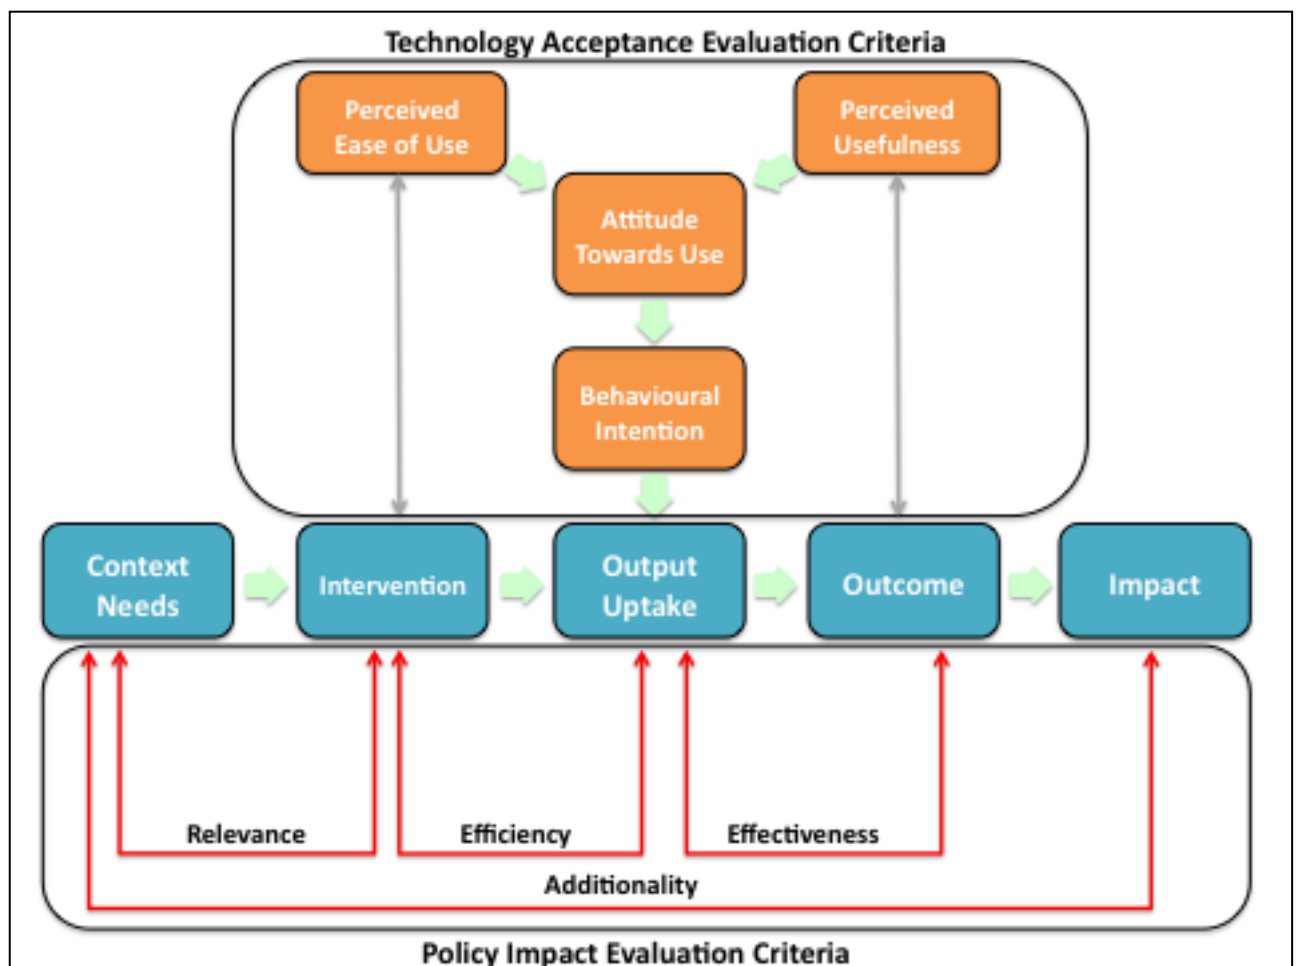 Technology Acceptance Evaluation Criteria
Perceived
Ease of Use
Perceived
Usefulness
Attitude
Towards Use
Behavioural
Intention
Context
Needs
Intervention
Output
Uptake
Outcome
Impact
Relevance
Efficiency
Effectiveness
Additionality
Policy Impact Evaluation Criteria